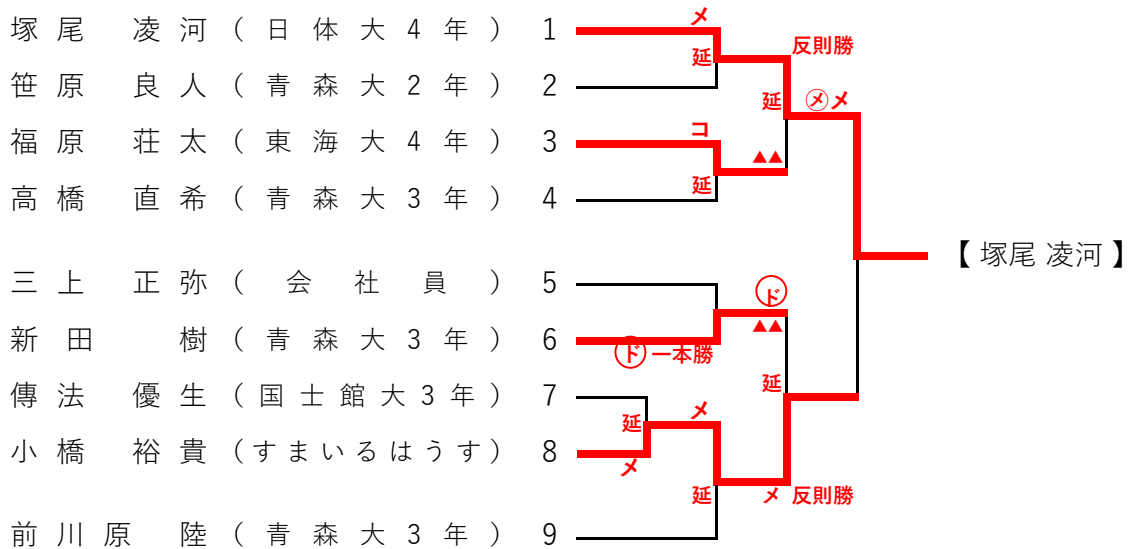 塚尾 凌河(日体大4年) 1
メ
延
反則勝
笹原 良人(青森大2年) 2
延
㋱メ
福原 荘太(東海大4年) 3
コ
▲▲
高橋 直希(青森大3年) 4
延
【 塚尾 凌河 】
三上 正弥(会社員) 5
ド
▲▲
新田 樹(青森大3年) 6
ド 一本勝
傳法 優生(国士館大3年) 7
延
メ
延
小橋 裕貴(すまいるはうす) 8
メ
延
メ 反則勝
前川原 陸(青森大3年) 9